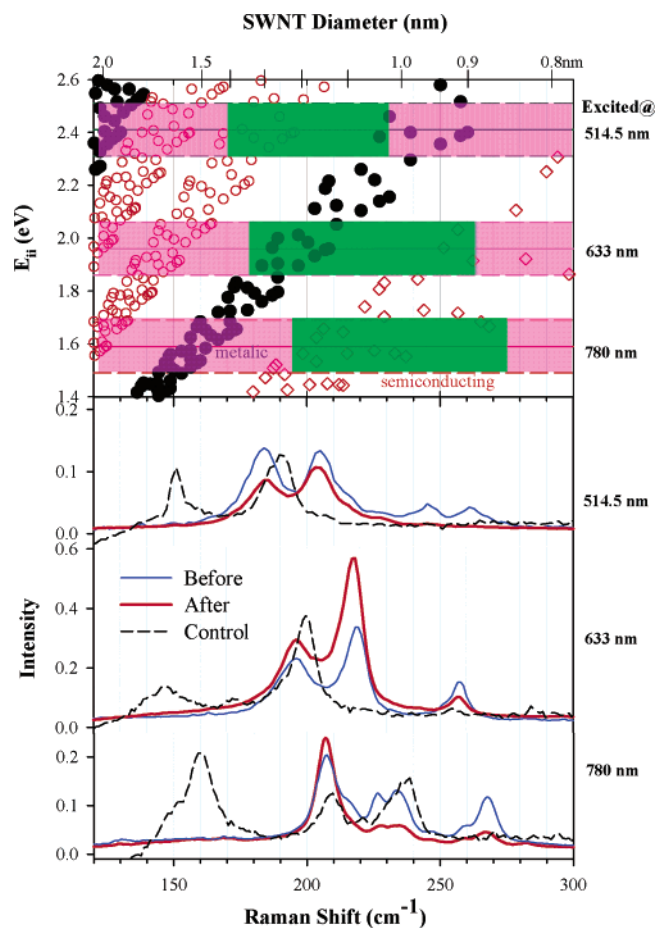 SWNT Diameter (nm)
2.0 1.5 1.0 0.9 0.8nm
2.6
2.4
2.2
2.0
1.8
1.6
1.4
E_ii (eV)
Excited@
514.5 nm
633 nm
780 nm
metalic
semiconducting
0.2
0.1
0.0
514.5 nm
0.6
0.4
0.2
0.0
Before
After
Control
633 nm
Intensity
0.2
0.1
0.0
780 nm
150 200 250 300
Raman Shift (cm⁻¹)